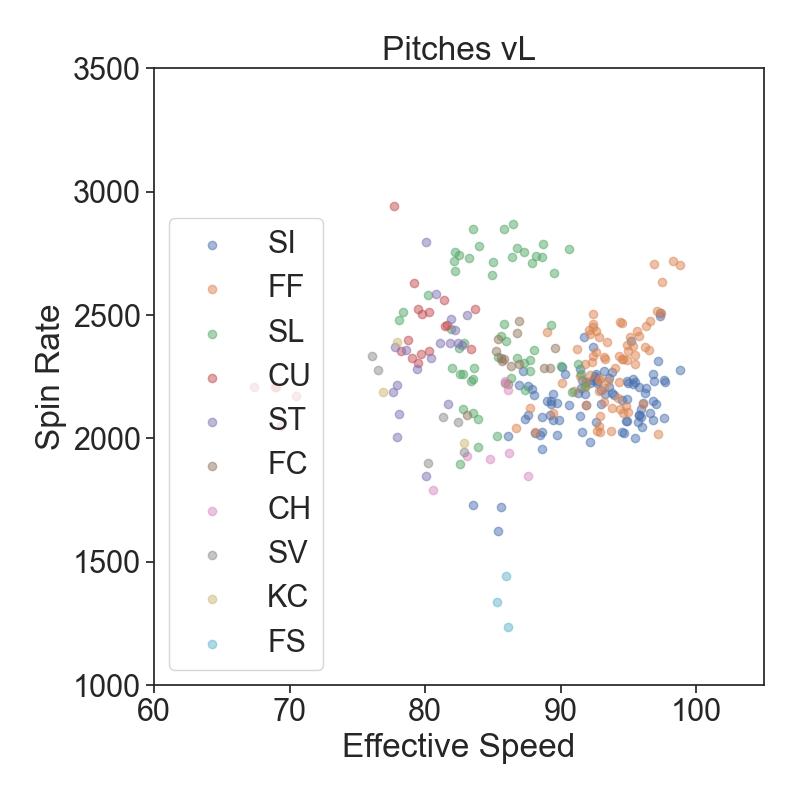 Pitches vL
3500
3000
2500
2000
1500
1000
Spin Rate
SI
FF
SL
CU
ST
FC
CH
SV
KC
FS
60 70 80 90 100
Effective Speed